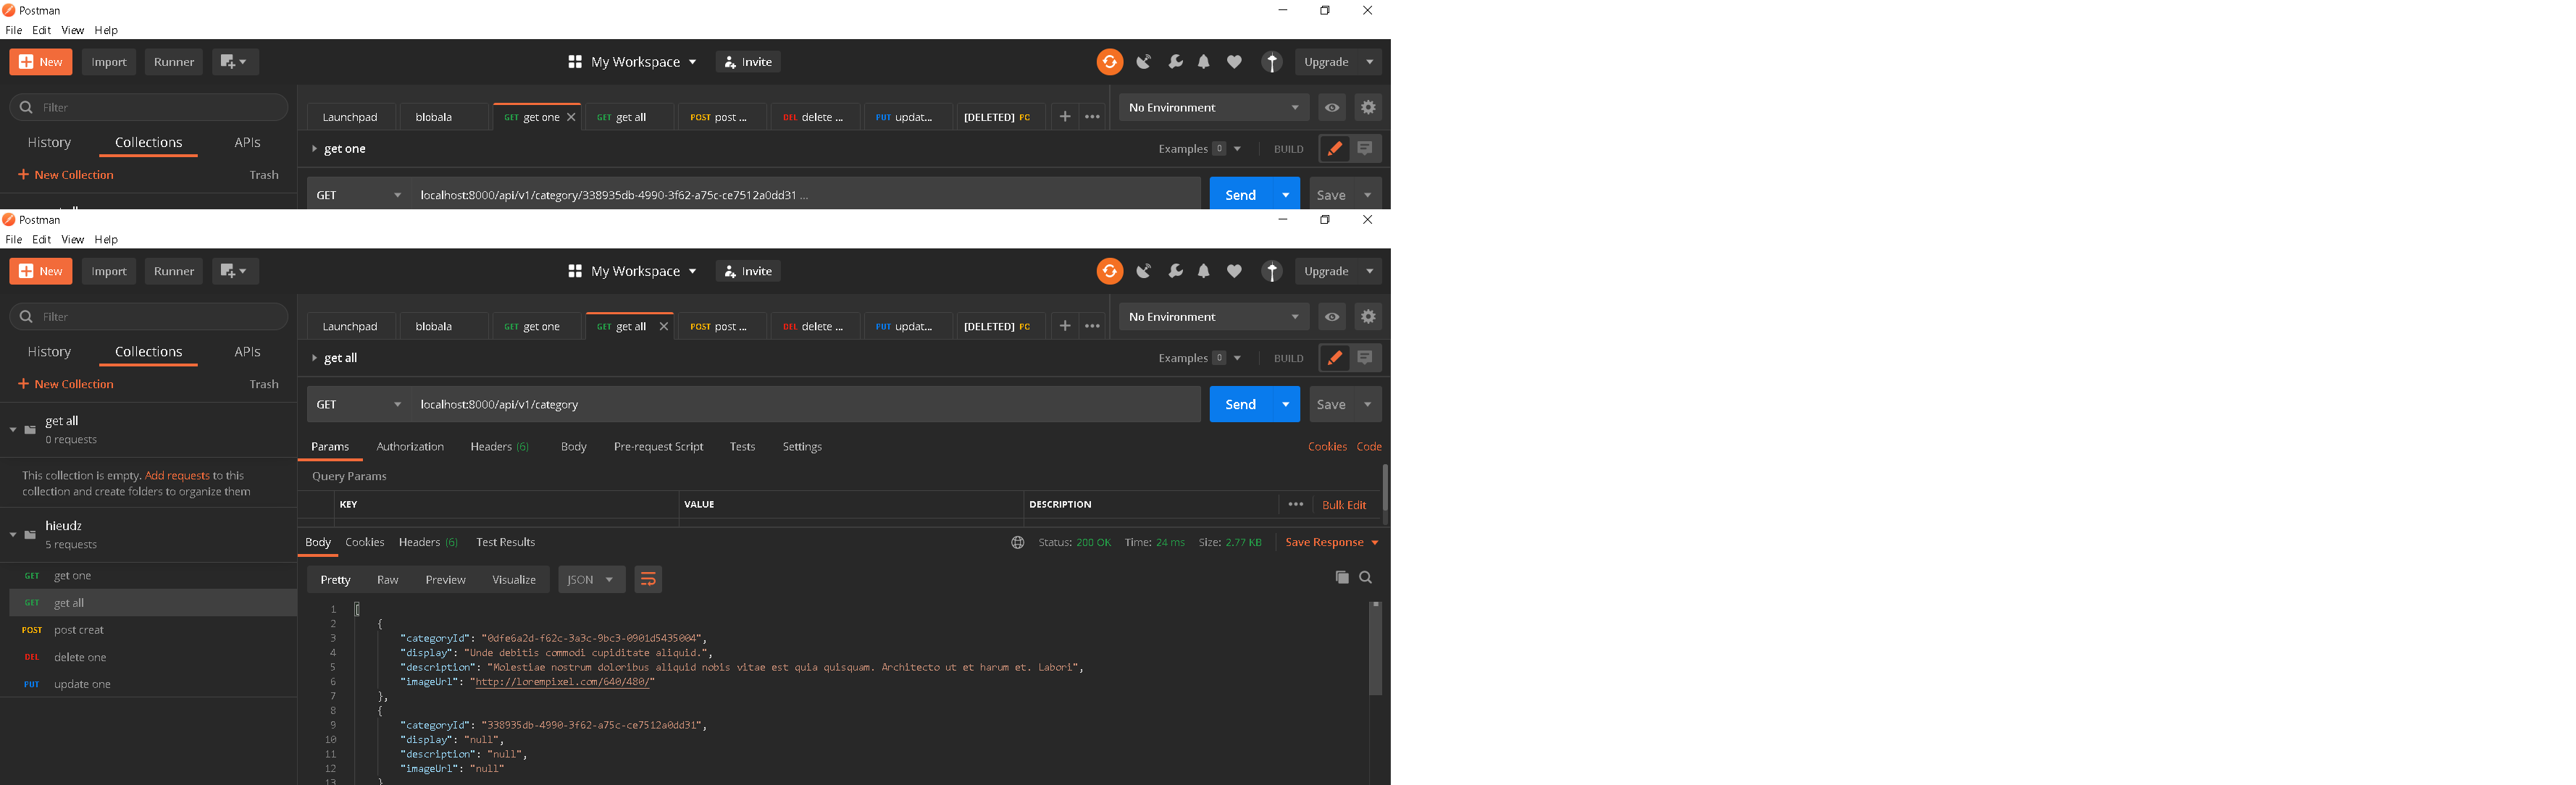 Postman
File Edit View Help
New Import Runner My Workspace Invite Upgrade
Filter
Launchpad blobala GET get one GET get all POST post ... DEL delete ... PUT updat... [DELETED] PC No Environment
History Collections APIs
get one Examples 0 BUILD
New Collection Trash
GET localhost:8000/api/v1/category/338935db-4990-3f62-a75c-ce7512a0dd31 ... Send Save
Postman
File Edit View Help
New Import Runner My Workspace Invite Upgrade
Filter
Launchpad blobala GET get one GET get all POST post ... DEL delete ... PUT updat... [DELETED] PC No Environment
History Collections APIs
get all Examples 0 BUILD
New Collection Trash
GET localhost:8000/api/v1/category Send Save
get all
0 requests
Params Authorization Headers (6) Body Pre-request Script Tests Settings Cookies Code
This collection is empty. Add requests to this
collection and create folders to organize them
Query Params
KEY VALUE DESCRIPTION Bulk Edit
hieudz
5 requests
Body Cookies Headers (6) Test Results Status: 200 OK Time: 24 ms Size: 2.77 KB Save Response
GET get one
GET get all
POST post creat
DEL delete one
PUT update one
Pretty Raw Preview Visualize JSON
1 [
2 {
3 "categoryId": "0dfe6a2d-f62c-3a3c-9bc3-0901d5435004",
4 "display": "Unde debitis commodi cupiditate aliquid.",
5 "description": "Molestiae nostrum doloribus aliquid nobis vitae est quia quisquam. Architecto ut et harum et. Labori",
6 "imageUrl": "http://lorempixel.com/640/480/"
7 },
8 {
9 "categoryId": "338935db-4990-3f62-a75c-ce7512a0dd31",
10 "display": "null",
11 "description": "null",
12 "imageUrl": "null"
13 }